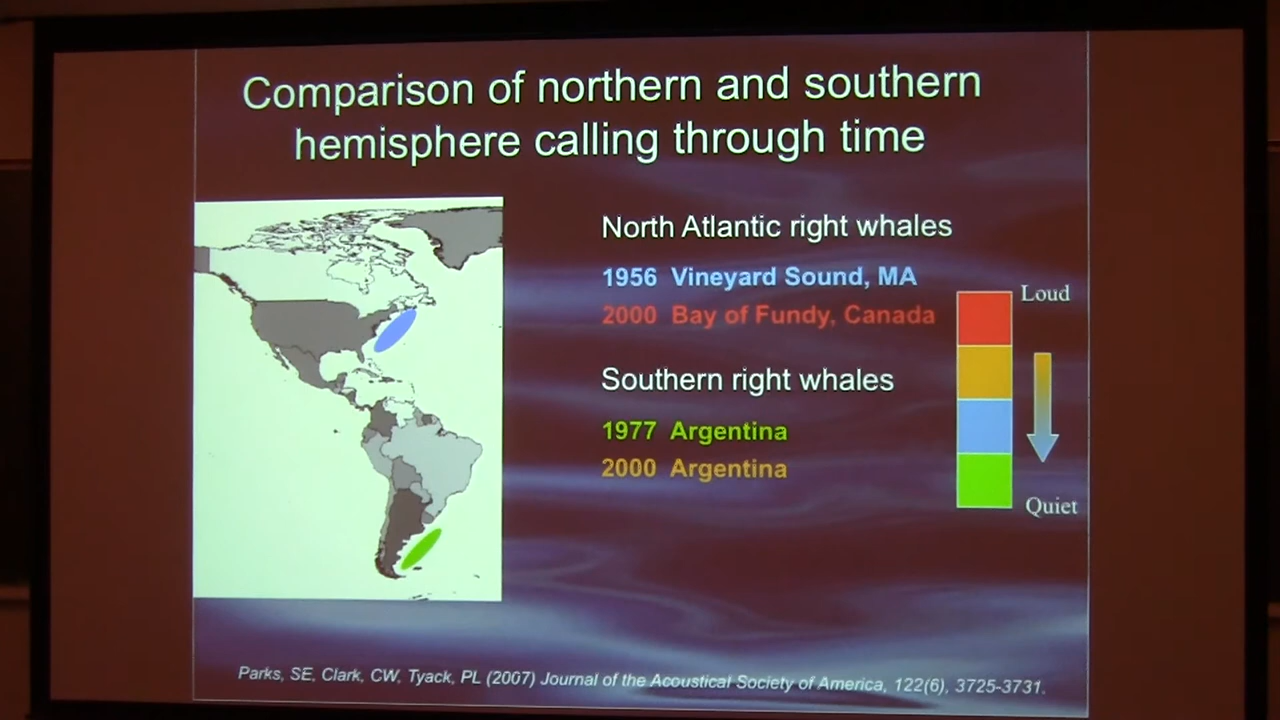 Comparison of northern and southern
hemisphere calling through time
North Atlantic right whales
1956 Vineyard Sound, MA
2000 Bay of Fundy, Canada
Loud
Southern right whales
1977 Argentina
2000 Argentina
Quiet
Parks, SE, Clark, CW, Tyack, PL (2007) Journal of the Acoustical Society of America, 122(6), 3725-3731.